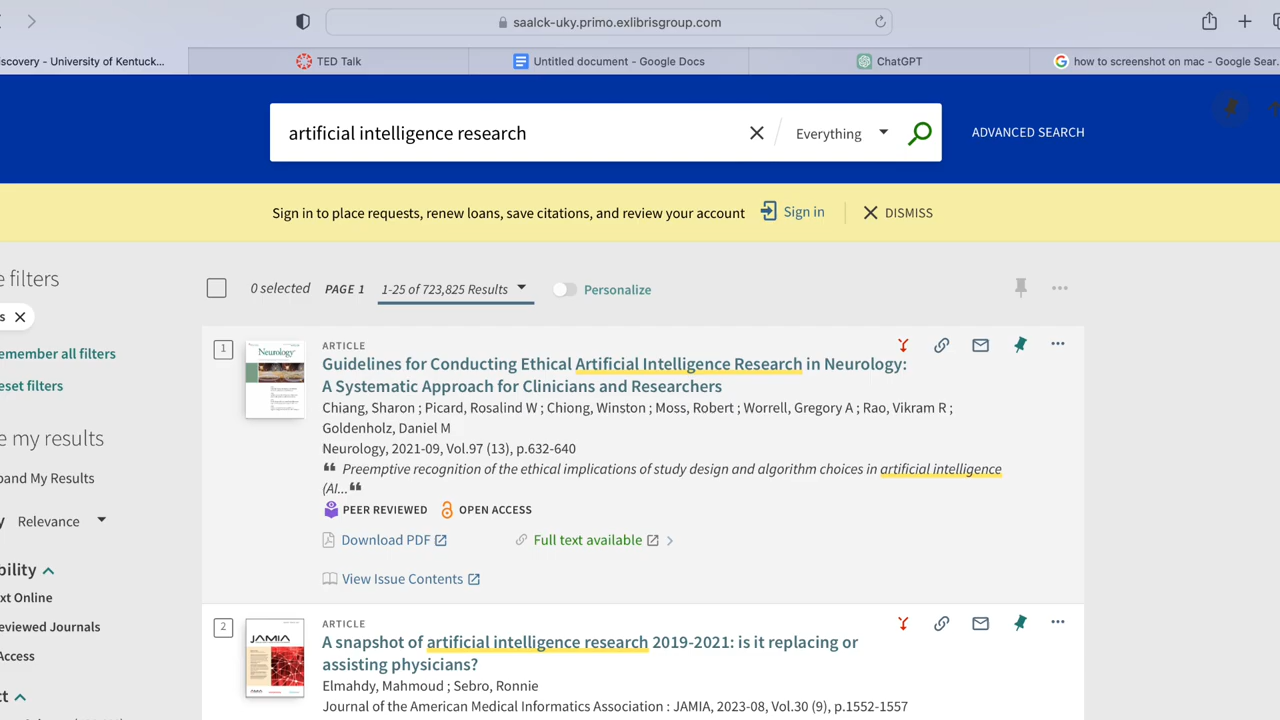 saalck-uky.primo.exlibrisgroup.com
iscovery - University of Kentuck...
TED Talk
Untitled document - Google Docs
ChatGPT
how to screenshot on mac - Google Sear...
artificial intelligence research
Everything
ADVANCED SEARCH
Sign in to place requests, renew loans, save citations, and review your account
Sign in
DISMISS
e filters
s
emember all filters
eset filters
e my results
pand My Results
y Relevance
bility
xt Online
eviewed Journals
Access
ct
0 selected PAGE 1 1-25 of 723,825 Results Personalize
1
Neurology
ARTICLE
Guidelines for Conducting Ethical Artificial Intelligence Research in Neurology:
A Systematic Approach for Clinicians and Researchers
Chiang, Sharon ; Picard, Rosalind W ; Chiong, Winston ; Moss, Robert ; Worrell, Gregory A ; Rao, Vikram R ;
Goldenholz, Daniel M
Neurology, 2021-09, Vol.97 (13), p.632-640
❝ Preemptive recognition of the ethical implications of study design and algorithm choices in artificial intelligence
(AI...❝
PEER REVIEWED OPEN ACCESS
Download PDF Full text available
View Issue Contents
2
JAMIA
ARTICLE
A snapshot of artificial intelligence research 2019-2021: is it replacing or
assisting physicians?
Elmahdy, Mahmoud ; Sebro, Ronnie
Journal of the American Medical Informatics Association : JAMIA, 2023-08, Vol.30 (9), p.1552-1557